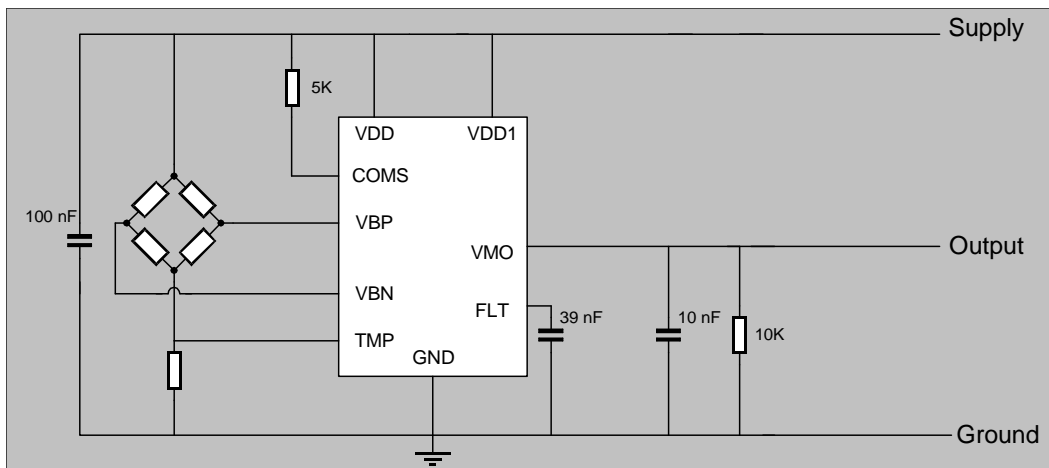 Supply
5K
VDD
VDD1
COMS
100 nF
VBP
VMO
Output
VBN
FLT
39 nF
10 nF
10K
TMP
GND
Ground